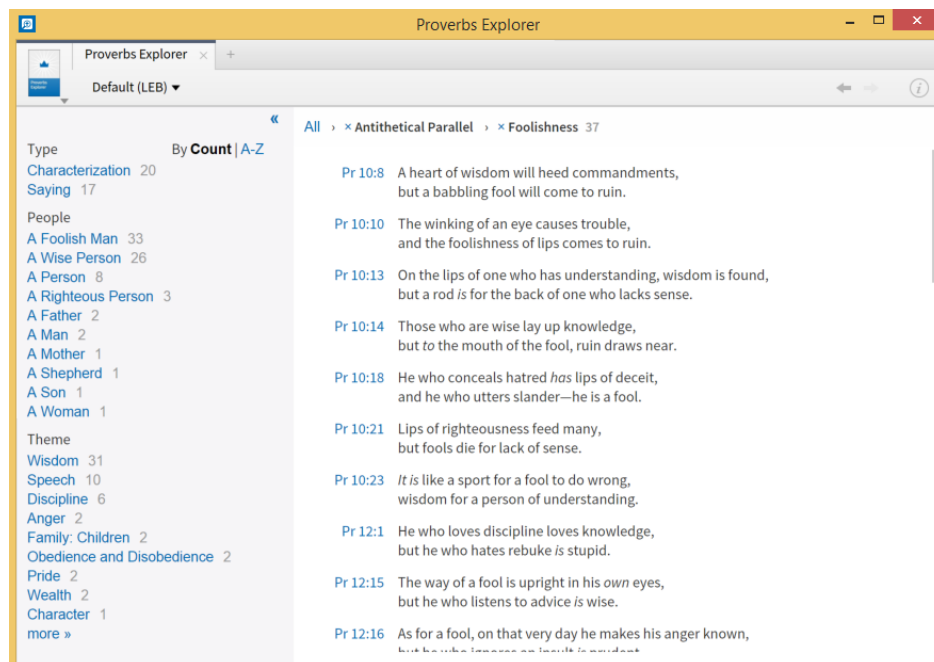 Proverbs Explorer
Proverbs Explorer × +
Default (LEB)
«
All › × Antithetical Parallel › × Foolishness 37
Type By Count | A-Z
Characterization 20
Saying 17
People
A Foolish Man 33
A Wise Person 26
A Person 8
A Righteous Person 3
A Father 2
A Man 2
A Mother 1
A Shepherd 1
A Son 1
A Woman 1
Theme
Wisdom 31
Speech 10
Discipline 6
Anger 2
Family: Children 2
Obedience and Disobedience 2
Pride 2
Wealth 2
Character 1
more »
Pr 10:8 A heart of wisdom will heed commandments,
but a babbling fool will come to ruin.
Pr 10:10 The winking of an eye causes trouble,
and the foolishness of lips comes to ruin.
Pr 10:13 On the lips of one who has understanding, wisdom is found,
but a rod is for the back of one who lacks sense.
Pr 10:14 Those who are wise lay up knowledge,
but to the mouth of the fool, ruin draws near.
Pr 10:18 He who conceals hatred has lips of deceit,
and he who utters slander—he is a fool.
Pr 10:21 Lips of righteousness feed many,
but fools die for lack of sense.
Pr 10:23 It is like a sport for a fool to do wrong,
wisdom for a person of understanding.
Pr 12:1 He who loves discipline loves knowledge,
but he who hates rebuke is stupid.
Pr 12:15 The way of a fool is upright in his own eyes,
but he who listens to advice is wise.
Pr 12:16 As for a fool, on that very day he makes his anger known,
but he who ignores an insult is prudent.